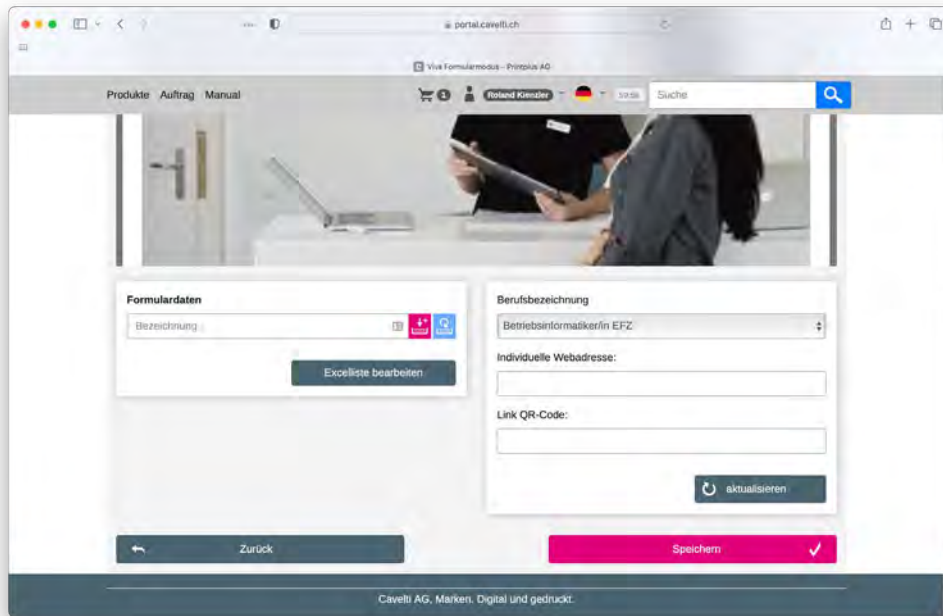 portal.cavelti.ch
Viva Formularmodus – Printplus AG
Produkte Auftrag Manual
1
Roland Kienzler
Suche
Formulardaten
Bezeichnung
Excelliste bearbeiten
Berufsbezeichnung
Betriebsinformatiker/in EFZ
Individuelle Webadresse:
Link QR-Code:
aktualisieren
Zurück
Speichern
Cavelti AG, Marken. Digital und gedruckt.